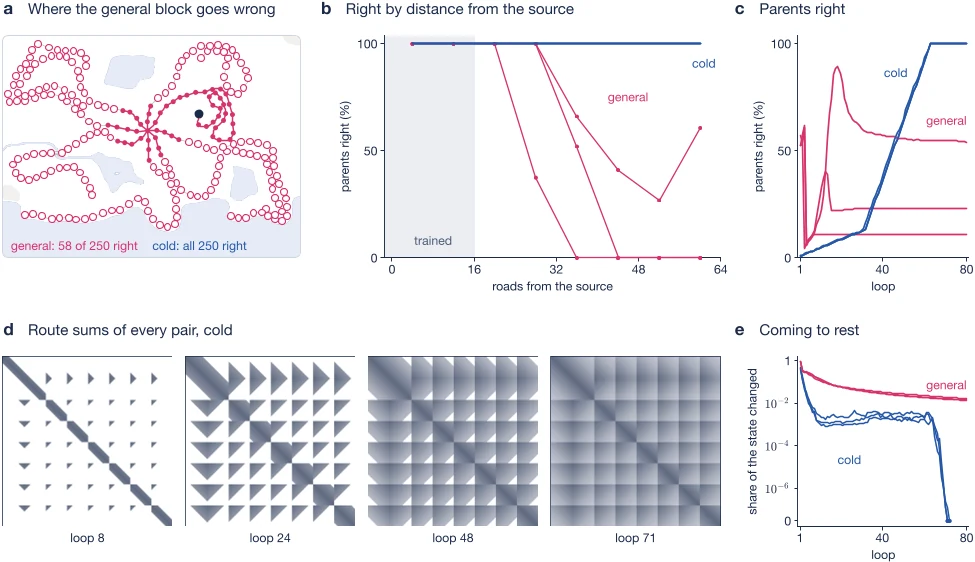 a Where the general block goes wrong
general: 58 of 250 right cold: all 250 right
b Right by distance from the source
parents right (%)
100
50
0
cold
general
trained
0 16 32 48 64
roads from the source
c Parents right
parents right (%)
100
50
0
cold
general
1 40 80
loop
d Route sums of every pair, cold
loop 8 loop 24 loop 48 loop 71
e Coming to rest
share of the state changed
1
10⁻²
10⁻⁴
10⁻⁶
0
general
cold
1 40 80
loop